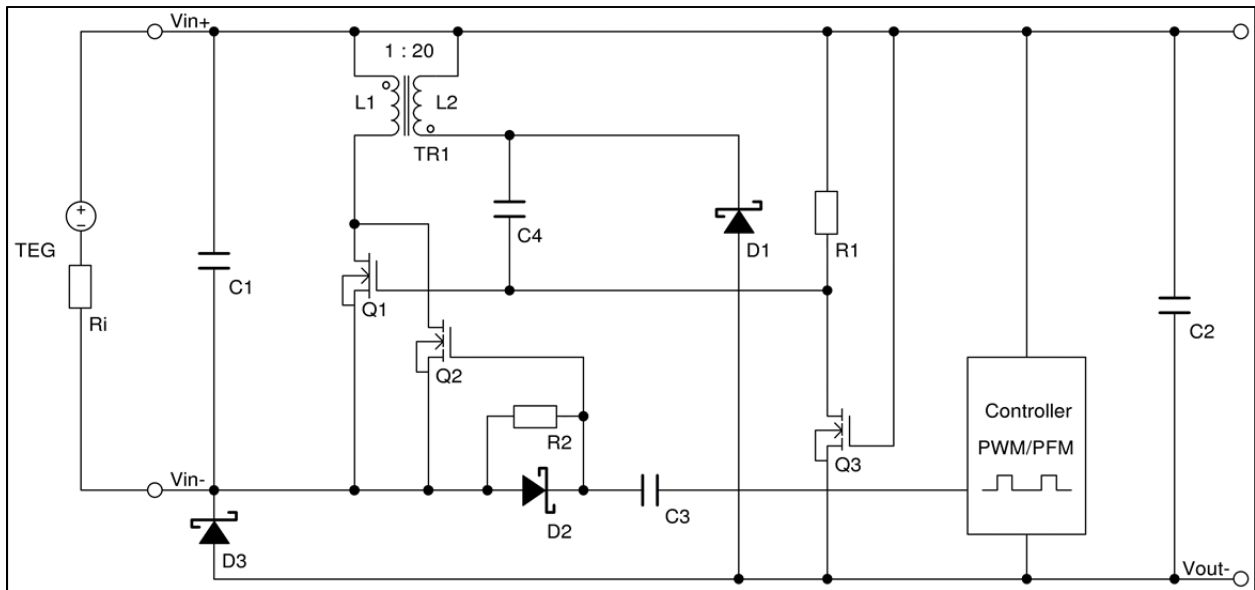 Vin+
1 : 20
L1
L2
TR1
TEG
+
−
Ri
C1
C4
D1
R1
Q1
Q2
C2
R2
Q3
Controller
PWM/PFM
Vin-
D2
C3
D3
Vout-